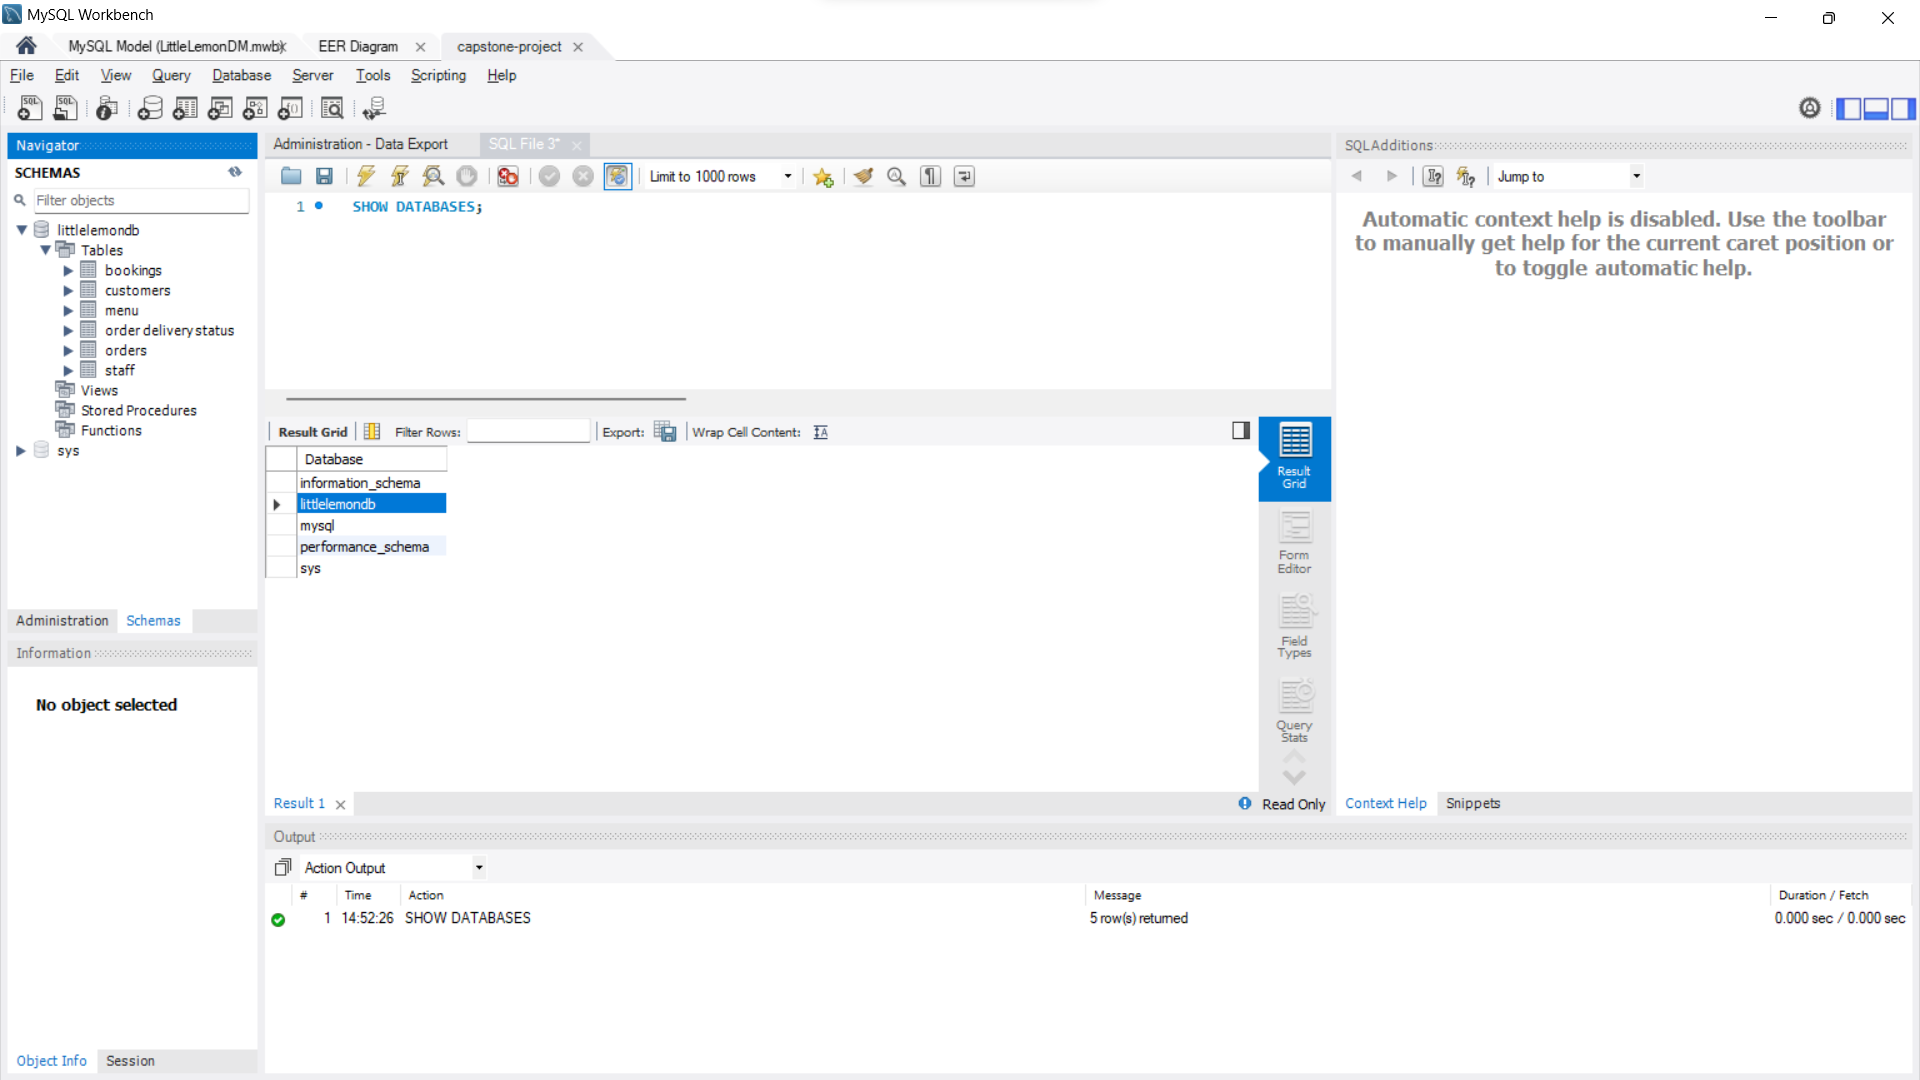 MySQL Workbench
MySQL Model (LittleLemonDM.mwb)
EER Diagram
capstone-project
File Edit View Query Database Server Tools Scripting Help
Navigator
SCHEMAS
Filter objects
littlelemondb
Tables
bookings
customers
menu
order delivery status
orders
staff
Views
Stored Procedures
Functions
sys
Administration Schemas
Information
No object selected
Object Info Session
Administration - Data Export
SQL File 3*
Limit to 1000 rows
1 SHOW DATABASES;
Result Grid Filter Rows: Export: Wrap Cell Content:
Database
information_schema
littlelemondb
mysql
performance_schema
sys
Result
Grid
Form
Editor
Field
Types
Query
Stats
Result 1
Read Only
SQLAdditions
Jump to
Automatic context help is disabled. Use the toolbar
to manually get help for the current caret position or
to toggle automatic help.
Context Help Snippets
Output
Action Output
# Time Action Message Duration / Fetch
1 14:52:26 SHOW DATABASES 5 row(s) returned 0.000 sec / 0.000 sec